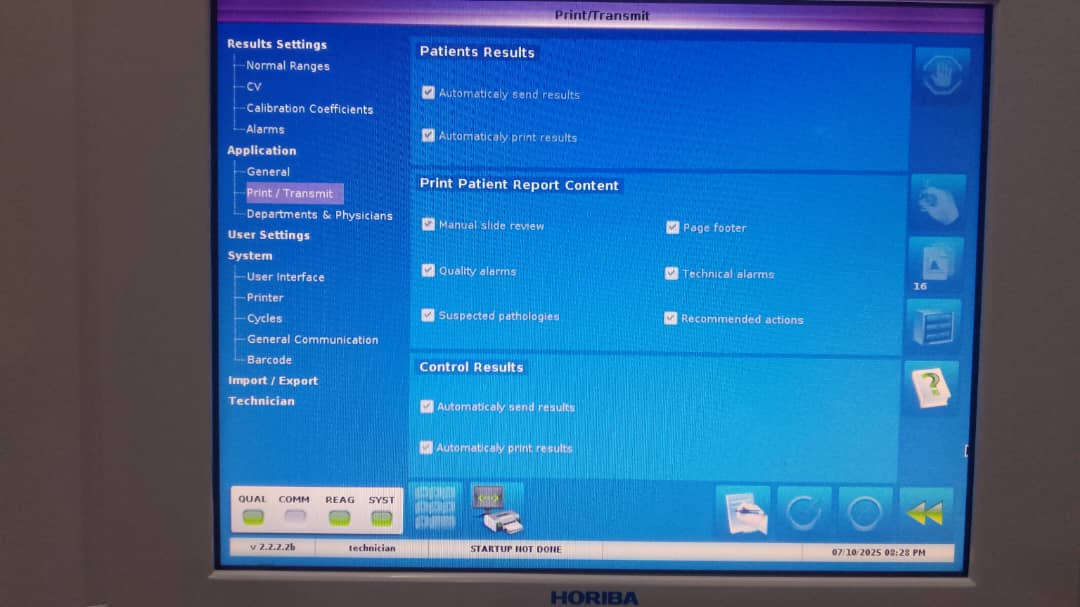 Print/Transmit
Results Settings
Normal Ranges
CV
Calibration Coefficients
Alarms
Application
General
Print / Transmit
Departments & Physicians
User Settings
System
User Interface
Printer
Cycles
General Communication
Barcode
Import / Export
Technician
Patients Results
Automaticaly send results
Automaticaly print results
Print Patient Report Content
Manual slide review
Page footer
Quality alarms
Technical alarms
Suspected pathologies
Recommended actions
Control Results
Automaticaly send results
Automaticaly print results
16
QUAL COMM REAG SYST
v 2.2.2.2b technician STARTUP NOT DONE 07/10/2025 08:28 PM
HORIBA